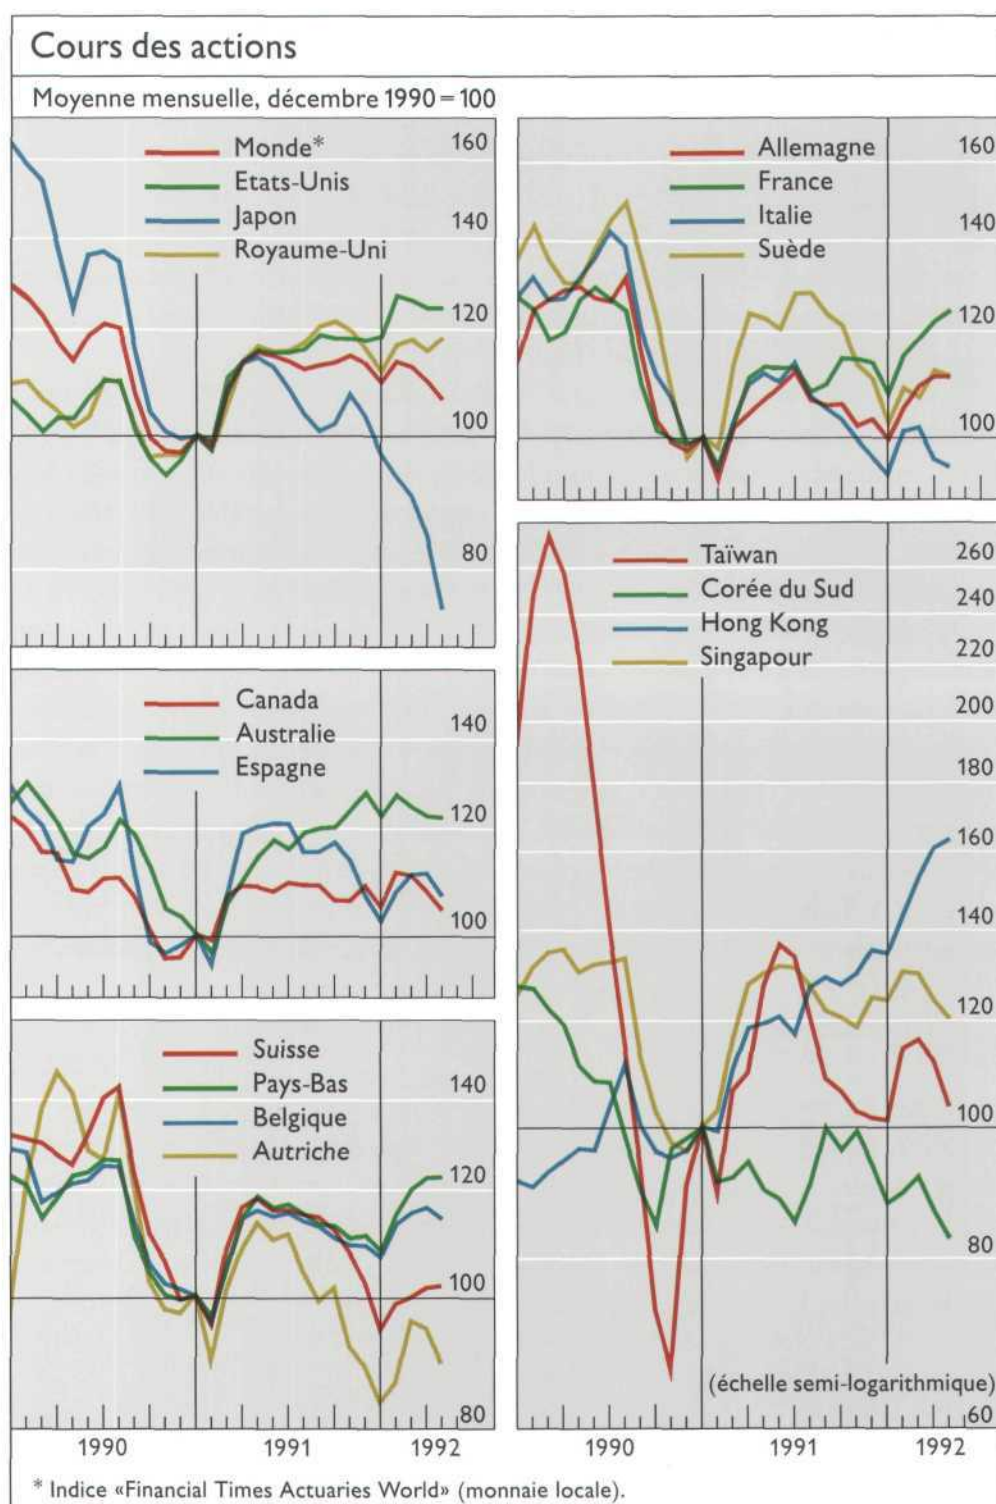 Cours des actions
Moyenne mensuelle, décembre 1990 = 100
Monde*
Etats-Unis
Japon
Royaume-Uni
160
140
120
100
80
Allemagne
France
Italie
Suède
160
140
120
100
Canada
Australie
Espagne
140
120
100
Taïwan
Corée du Sud
Hong Kong
Singapour
260
240
220
200
180
160
140
120
100
80
(échelle semi-logarithmique)
60
Suisse
Pays-Bas
Belgique
Autriche
140
120
100
80
1990 1991 1992
1990 1991 1992
* Indice «Financial Times Actuaries World» (monnaie locale).